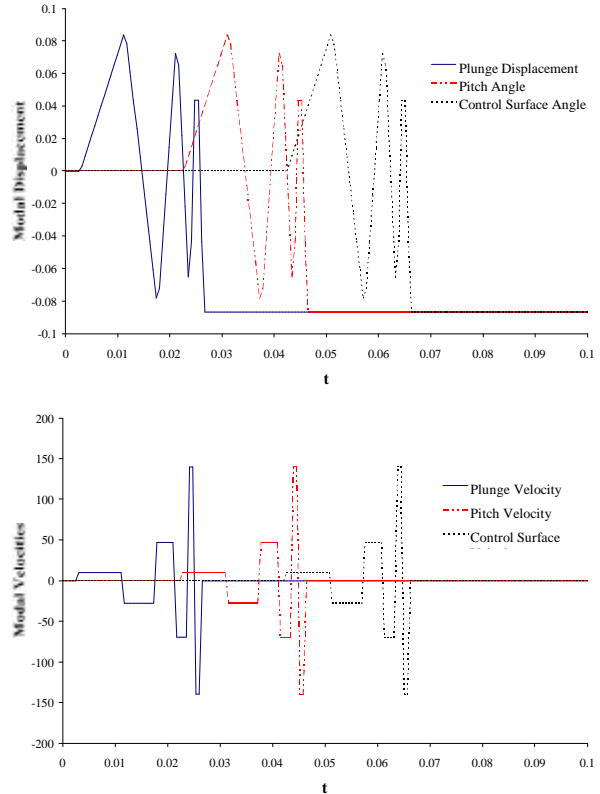 0.1
0.08
0.06
0.04
0.02
0
-0.02
-0.04
-0.06
-0.08
-0.1
Modal Displacement
Plunge Displacement
Pitch Angle
Control Surface Angle
0 0.01 0.02 0.03 0.04 0.05 0.06 0.07 0.08 0.09 0.1
t
200
150
100
50
0
-50
-100
-150
-200
Modal Velocities
Plunge Velocity
Pitch Velocity
Control Surface
0 0.01 0.02 0.03 0.04 0.05 0.06 0.07 0.08 0.09 0.1
t